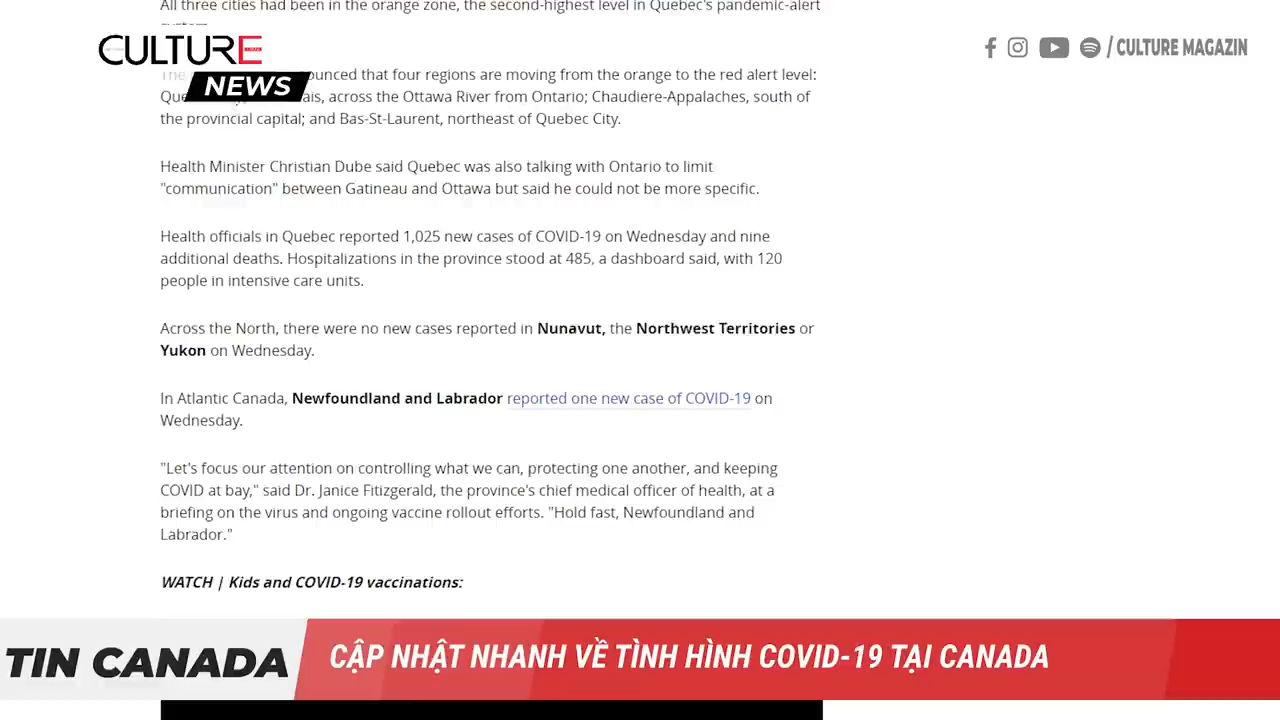 All three cities had been in the orange zone, the second-highest level in Quebec's pandemic-alert
CULTURE
NEWS
/ CULTURE MAGAZIN
The ounced that four regions are moving from the orange to the red alert level:
ais, across the Ottawa River from Ontario; Chaudiere-Appalaches, south of
the provincial capital; and Bas-St-Laurent, northeast of Quebec City.
Health Minister Christian Dube said Quebec was also talking with Ontario to limit
"communication" between Gatineau and Ottawa but said he could not be more specific.
Health officials in Quebec reported 1,025 new cases of COVID-19 on Wednesday and nine
additional deaths. Hospitalizations in the province stood at 485, a dashboard said, with 120
people in intensive care units.
Across the North, there were no new cases reported in Nunavut, the Northwest Territories or
Yukon on Wednesday.
In Atlantic Canada, Newfoundland and Labrador reported one new case of COVID-19 on
Wednesday.
"Let's focus our attention on controlling what we can, protecting one another, and keeping
COVID at bay," said Dr. Janice Fitizgerald, the province's chief medical officer of health, at a
briefing on the virus and ongoing vaccine rollout efforts. "Hold fast, Newfoundland and
Labrador."
WATCH | Kids and COVID-19 vaccinations:
TIN CANADA
CẬP NHẬT NHANH VỀ TÌNH HÌNH COVID-19 TẠI CANADA